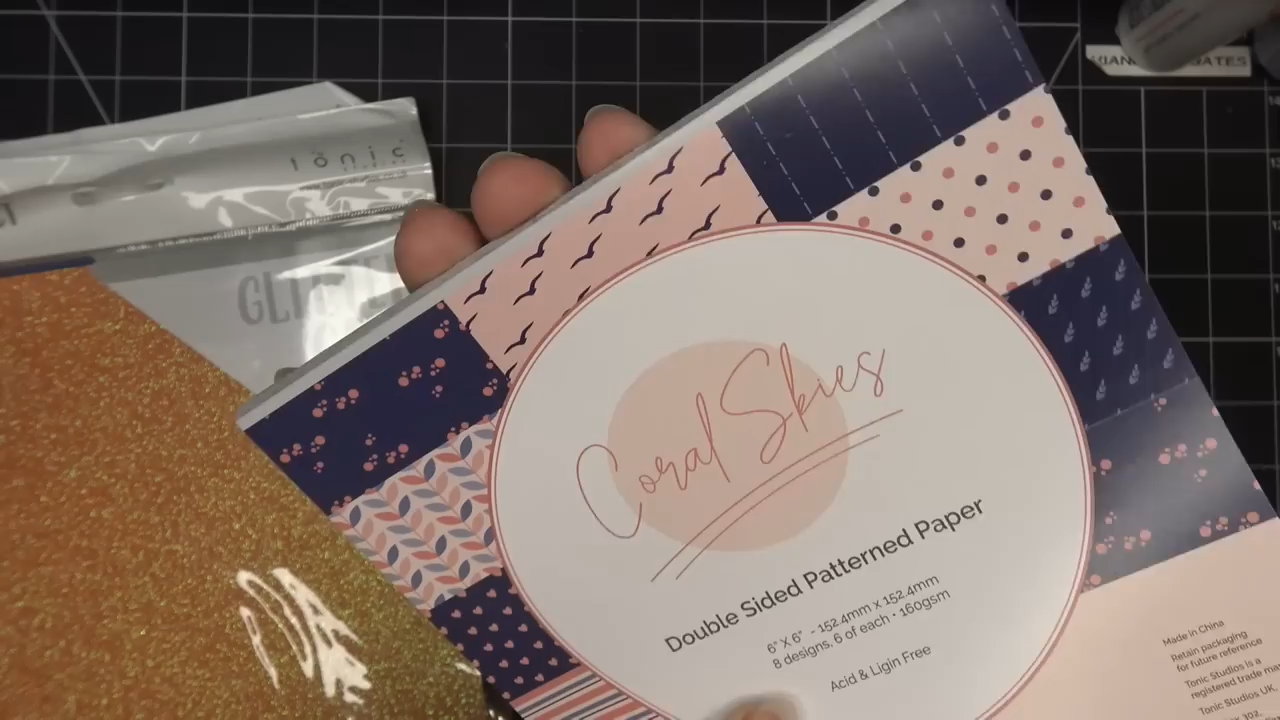 tonic
GLITTER
Coral Skies
Double Sided Patterned Paper
6" X 6" - 152.4mm x 152.4mm
8 designs, 6 of each • 160gsm
Acid & Ligin Free
Made in China
Retain packaging
for future reference
Tonic Studios is a
registered trade
Tonic Studios UK